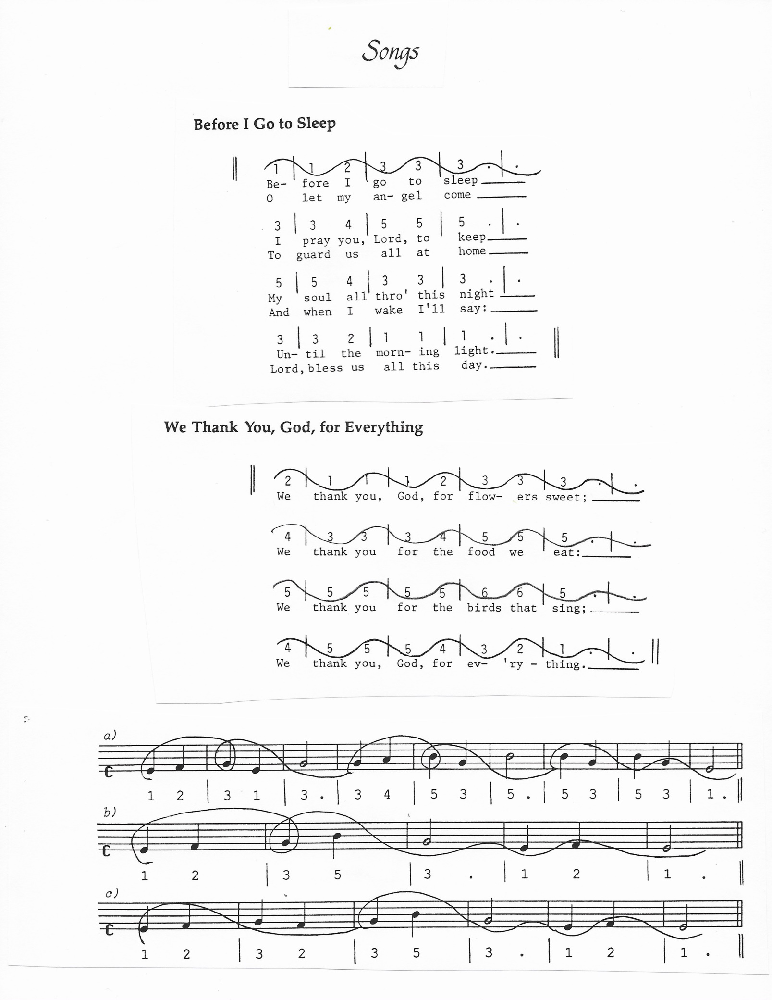 Songs
Before I Go to Sleep
‖ 1 | 1 2 | 3 3 | 3 . | .
Be- fore I go to sleep
O let my an- gel come
3 | 3 4 | 5 5 | 5 . | .
I pray you, Lord, to keep
To guard us all at home
5 | 5 4 | 3 3 | 3 . | .
My soul all thro' this night
And when I wake I'll say:
3 | 3 2 | 1 1 | 1 . | . ‖
Un- til the morn- ing light.
Lord, bless us all this day.
We Thank You, God, for Everything
‖ 2 | 1 1 | 1 2 | 3 3 | 3 . | .
We thank you, God, for flow- ers sweet;
4 | 3 3 | 3 4 | 5 5 | 5 . | .
We thank you for the food we eat:
5 | 5 5 | 5 5 | 6 6 | 5 . | .
We thank you for the birds that sing;
4 | 5 5 | 5 4 | 3 2 | 1 . | . ‖
We thank you, God, for ev- 'ry - thing.
a)
C
1 2 | 3 1 | 3 . | 3 4 | 5 3 | 5 . | 5 3 | 5 3 | 1 . ‖
b)
C
1 2 | 3 5 | 3 . | 1 2 | 1 . ‖
c)
C
1 2 | 3 2 | 3 5 | 3 . | 1 2 | 1 . ‖